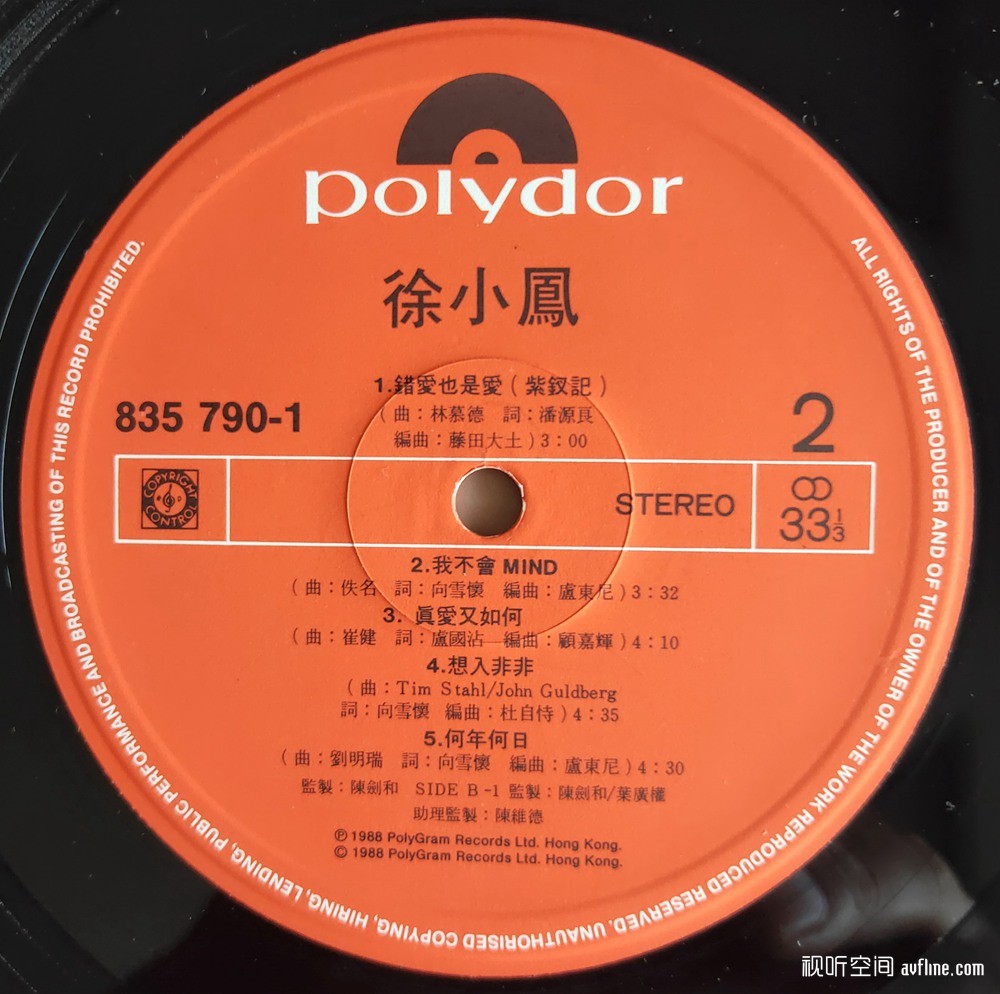 polydor
徐小鳳
1.錯愛也是愛（紫釵記）
（曲：林慕德 詞：潘源良
編曲：藤田大土）3：00
835 790-1
2
COPYRIGHT CONTROL
STEREO
33 1/3
2.我不會 MIND
（曲：佚名 詞：向雪懷 編曲：盧東尼）3：32
3. 眞愛又如何
（曲：崔健 詞：盧國沾 編曲：顧嘉輝）4：10
4.想入非非
（曲：Tim Stahl/John Guldberg
詞：向雪懷 編曲：杜自恃）4：35
5.何年何日
（曲：劉明瑞 詞：向雪懷 編曲：盧東尼）4：30
監製：陳劍和 SIDE B-1 監製：陳劍和/葉廣權
助理監製：陳維德
Ⓟ 1988 PolyGram Records Ltd. Hong Kong.
© 1988 PolyGram Records Ltd. Hong Kong.
ALL RIGHTS OF THE PRODUCER AND OF THE OWNER OF THE WORK REPRODUCED RESERVED. UNAUTHORISED COPYING, HIRING, LENDING, PUBLIC PERFORMANCE AND BROADCASTING OF THIS RECORD PROHIBITED.
视听空间 avfline.com